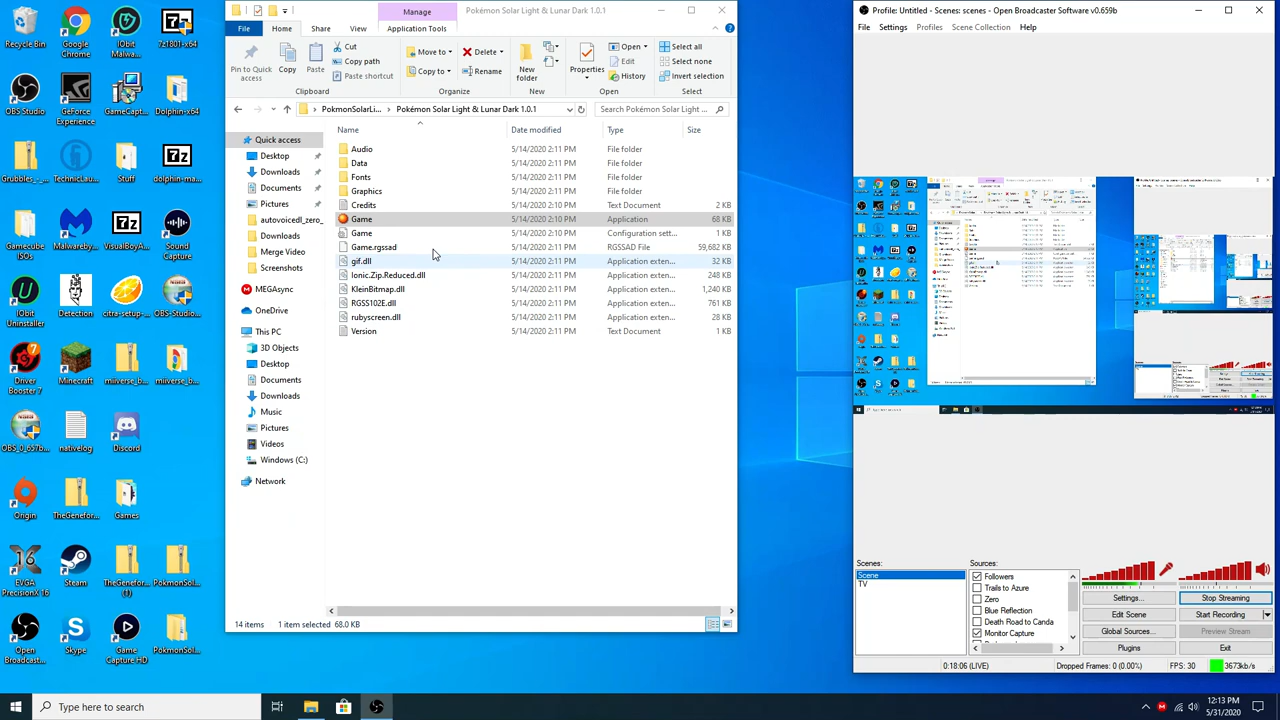 Recycle Bin
Google Chrome
IObit Malwa...
7z1801-x64
OBS Studio
GeForce Experience
GameCapt...
Dolphin-x64
Grubbles_-_...
TechnicLau...
Stuff
dolphin-ma...
Gamecube ISOs
Malwareby...
VisualBoyA...
Sound Capture
IObit Uninstaller
Detection
citra-setup-...
OBS-Studio...
Driver Booster 7
Minecraft
miiverse_b...
miiverse_b...
OBS_0_657b...
nativelog
Discord
Origin
TheGenefor...
Games
EVGA PrecisionX 16
Steam
TheGenefor... (1)
PokmonSol...
Open Broadcast...
Skype
Game Capture HD
PokmonSol...
Manage
Pokémon Solar Light & Lunar Dark 1.0.1
File
Home
Share
View
Application Tools
Pin to Quick access
Copy
Paste
Cut
Copy path
Paste shortcut
Clipboard
Move to
Copy to
Delete
Rename
Organize
New folder
New
Properties
Open
Edit
History
Open
Select all
Select none
Invert selection
Select
PokmonSolarLi...
Pokémon Solar Light & Lunar Dark 1.0.1
Search Pokémon Solar Light ...
Quick access
Desktop
Downloads
Documents
Pictures
autovoicedl_zero_
Downloads
Merge Video
Screenshots
MEGAsync
OneDrive
This PC
3D Objects
Desktop
Documents
Downloads
Music
Pictures
Videos
Windows (C:)
Network
Name Date modified Type Size
Audio 5/14/2020 2:11 PM File folder
Data 5/14/2020 2:11 PM File folder
Fonts 5/14/2020 2:11 PM File folder
Graphics 5/14/2020 2:11 PM File folder
Credits 5/14/2020 2:10 PM Text Document 2 KB
Game 5/14/2020 2:10 PM Application 68 KB
Game 5/14/2020 2:10 PM Configuration sett... 1 KB
Game.rgssad 5/14/2020 2:11 PM RGSSAD File 59,682 KB
gif.dll 5/14/2020 2:11 PM Application exten... 32 KB
Ionic.Zip.Reduced.dll 5/14/2020 2:11 PM Application exten... 248 KB
KleinBitmap.dll 5/14/2020 2:11 PM Application exten... 1,240 KB
RGSS102E.dll 5/14/2020 2:11 PM Application exten... 761 KB
rubyscreen.dll 5/14/2020 2:11 PM Application exten... 28 KB
Version 5/14/2020 2:11 PM Text Document 1 KB
14 items 1 item selected 68.0 KB
Profile: Untitled - Scenes: scenes - Open Broadcaster Software v0.659b
File Settings Profiles Scene Collection Help
Scenes:
Scene
TV
Sources:
Followers
Trails to Azure
Zero
Blue Reflection
Death Road to Canda
Monitor Capture
Settings...
Stop Streaming
Edit Scene
Start Recording
Global Sources...
Preview Stream
Plugins
Exit
0:18:06 (LIVE)
Dropped Frames: 0 (0.00%)
FPS: 30
3673kb/s
Type here to search
12:13 PM
5/31/2020